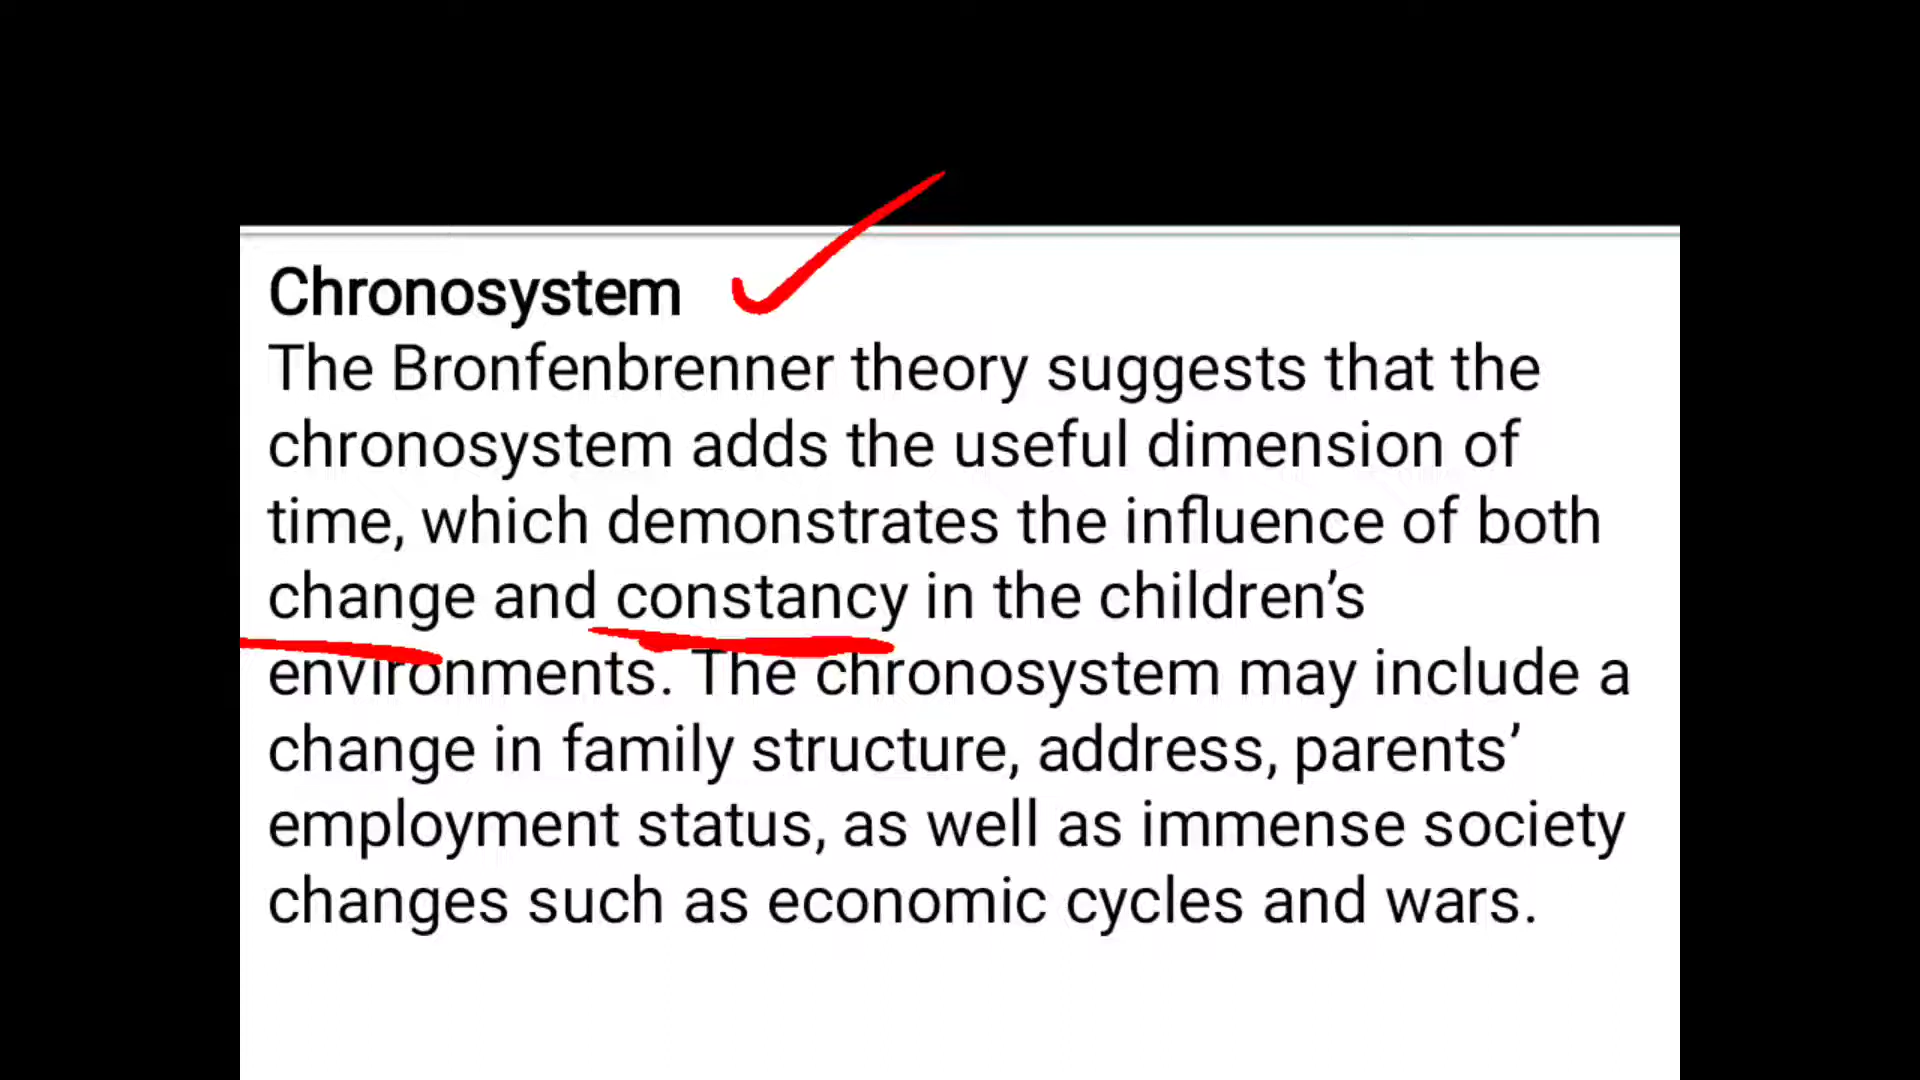 Chronosystem
The Bronfenbrenner theory suggests that the
chronosystem adds the useful dimension of
time, which demonstrates the influence of both
change and constancy in the children’s
environments. The chronosystem may include a
change in family structure, address, parents’
employment status, as well as immense society
changes such as economic cycles and wars.